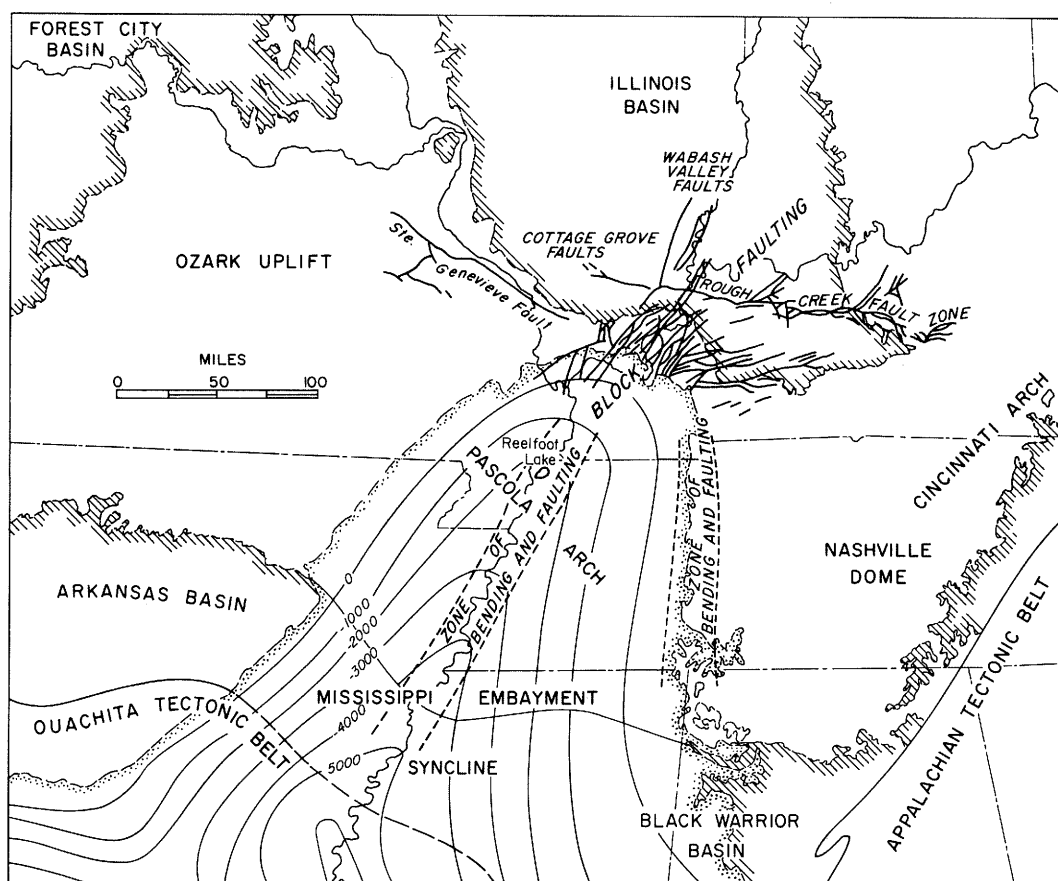 FOREST CITY
BASIN
ILLINOIS
BASIN
WABASH
VALLEY
FAULTS
COTTAGE GROVE
FAULTS
FAULTING
Ste.
Genevieve Fault
OZARK UPLIFT
ROUGH
CREEK
FAULT
ZONE
MILES
0 50 100
BLOCK
CINCINNATI ARCH
Reelfoot
Lake
PASCOLA
ARCH
ZONE OF
BENDING AND FAULTING
ZONE OF
BENDING AND FAULTING
NASHVILLE
DOME
ARKANSAS BASIN
0
-1000
-2000
-3000
4000
5000
MISSISSIPPI
EMBAYMENT
SYNCLINE
OUACHITA TECTONIC BELT
BLACK WARRIOR
BASIN
APPALACHIAN TECTONIC BELT